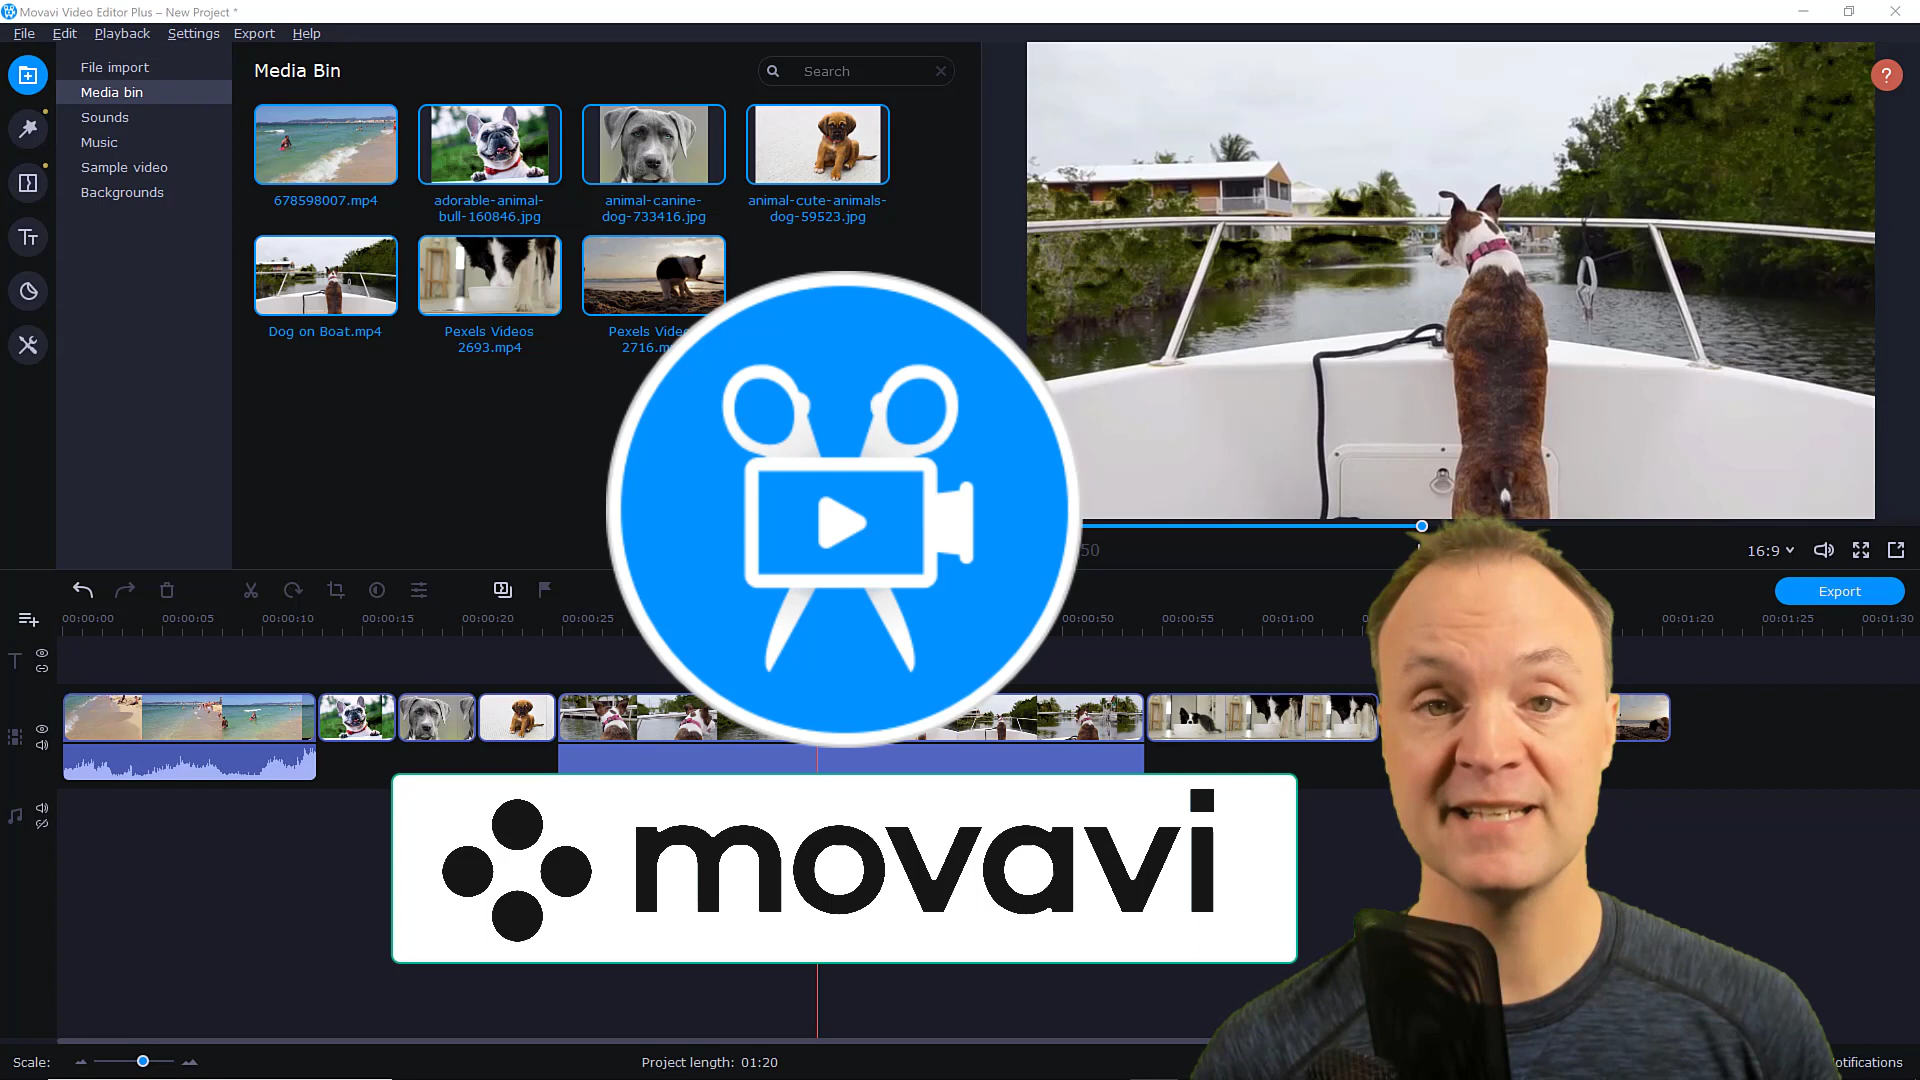 Movavi Video Editor Plus – New Project *
File Edit Playback Settings Export Help
File import
Media bin
Sounds
Music
Sample video
Backgrounds
Media Bin
Search
678598007.mp4
adorable-animal-
bull-160846.jpg
animal-canine-
dog-733416.jpg
animal-cute-animals-
dog-59523.jpg
Dog on Boat.mp4
Pexels Videos
2693.mp4
Pexels
2716.m
?
50
16:9
Export
00:00:00 00:00:05 00:00:10 00:00:15 00:00:20 00:00:25 00:00:50 00:00:55 00:01:00 00:01:20 00:01:25 00:01:30
movavi
Scale:
Project length: 01:20
otifications